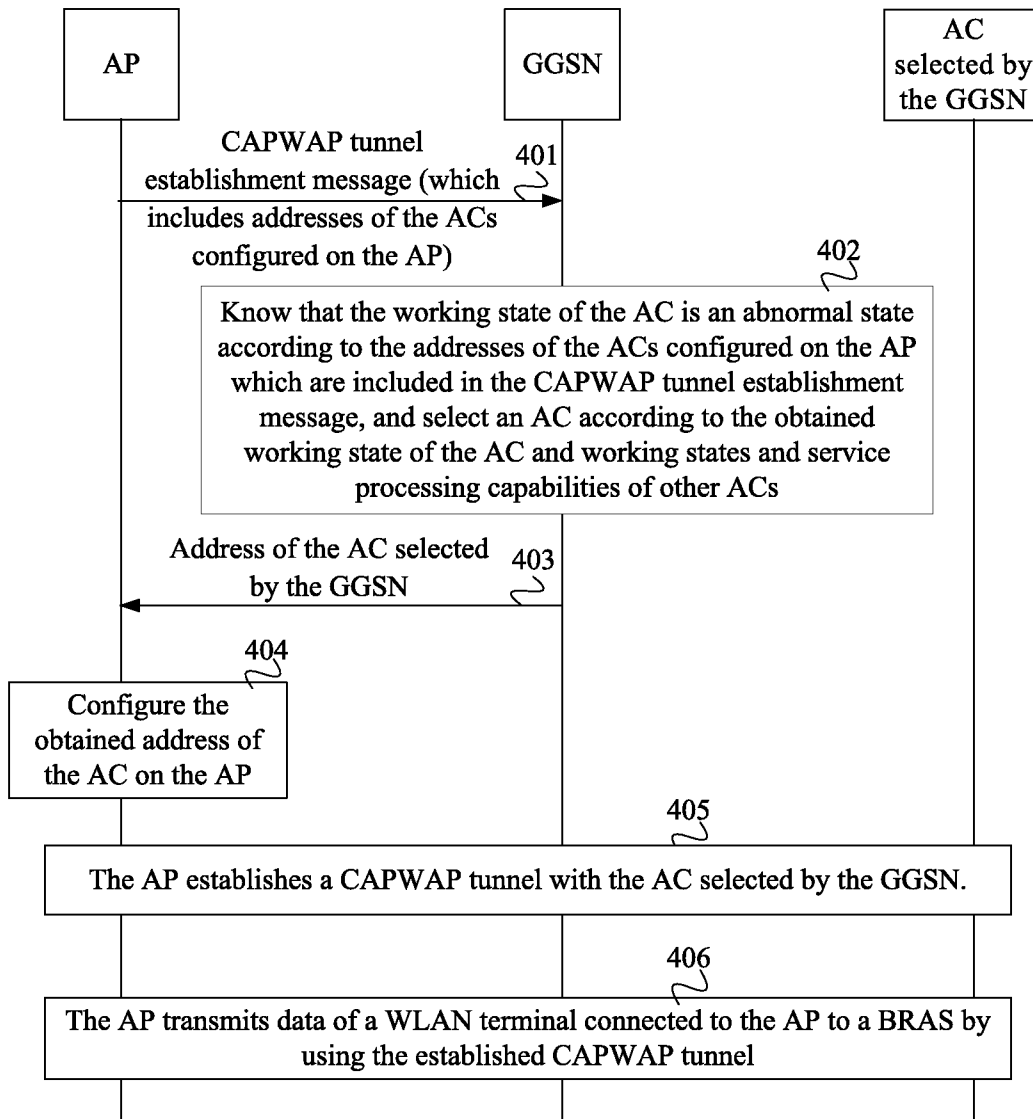 AP
GGSN
AC
selected by
the GGSN
CAPWAP tunnel
establishment message (which
includes addresses of the ACs
configured on the AP)
401
402
Know that the working state of the AC is an abnormal state
according to the addresses of the ACs configured on the AP
which are included in the CAPWAP tunnel establishment
message, and select an AC according to the obtained
working state of the AC and working states and service
processing capabilities of other ACs
Address of the AC selected
by the GGSN
403
404
Configure the
obtained address of
the AC on the AP
405
The AP establishes a CAPWAP tunnel with the AC selected by the GGSN.
406
The AP transmits data of a WLAN terminal connected to the AP to a BRAS by
using the established CAPWAP tunnel